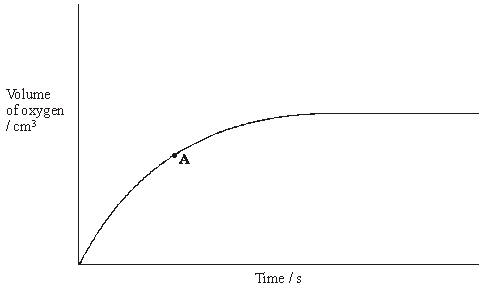 Volume
of oxygen
/ cm³
A
Time / s